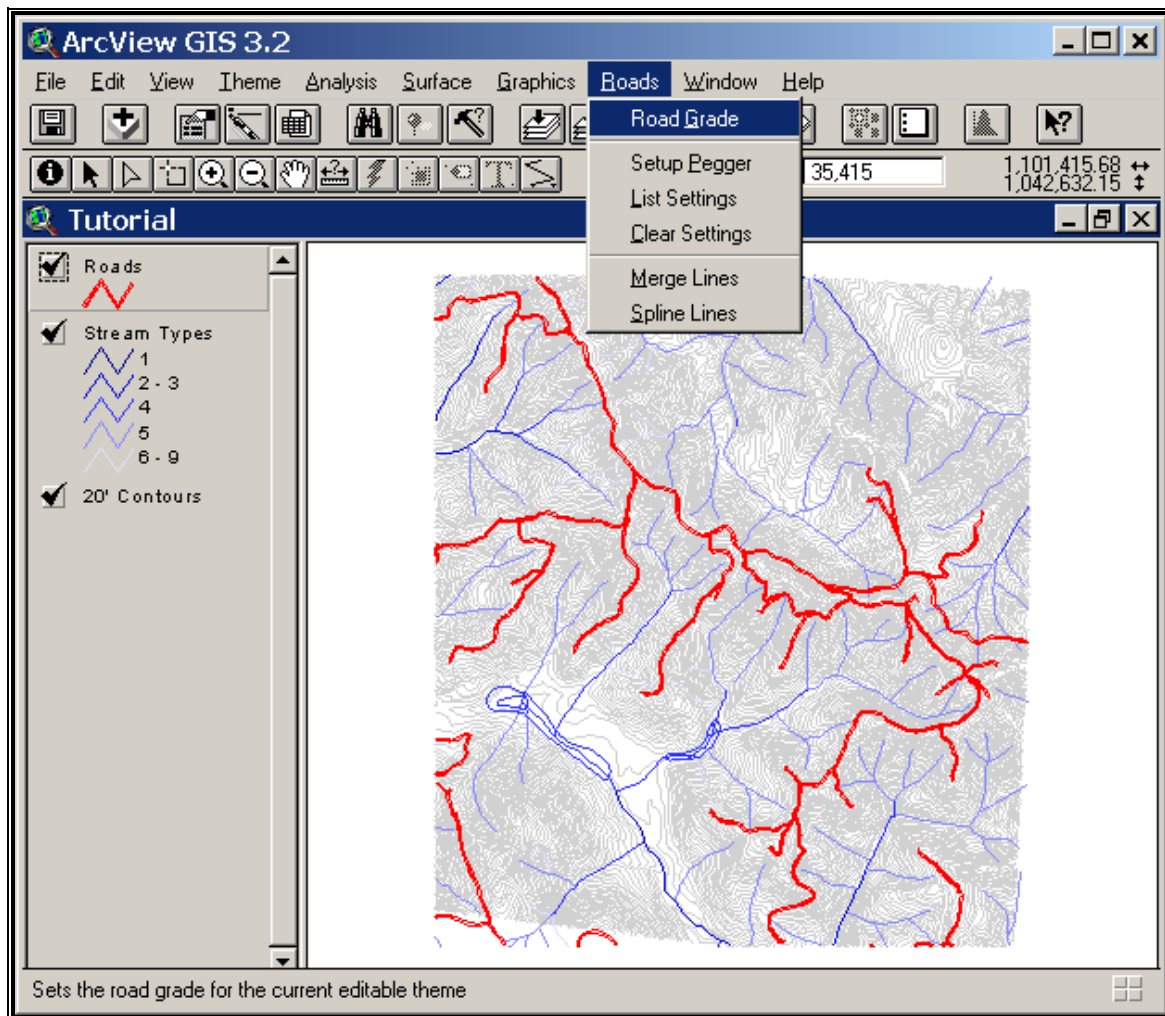 ArcView GIS 3.2
File Edit View Theme Analysis Surface Graphics Roads Window Help
Road Grade
Setup Pegger
List Settings
Clear Settings
Merge Lines
Spline Lines
35,415
1,101,415.68
1,042,632.15
Tutorial
Roads
Stream Types
1
2 - 3
4
5
6 - 9
20' Contours
Sets the road grade for the current editable theme